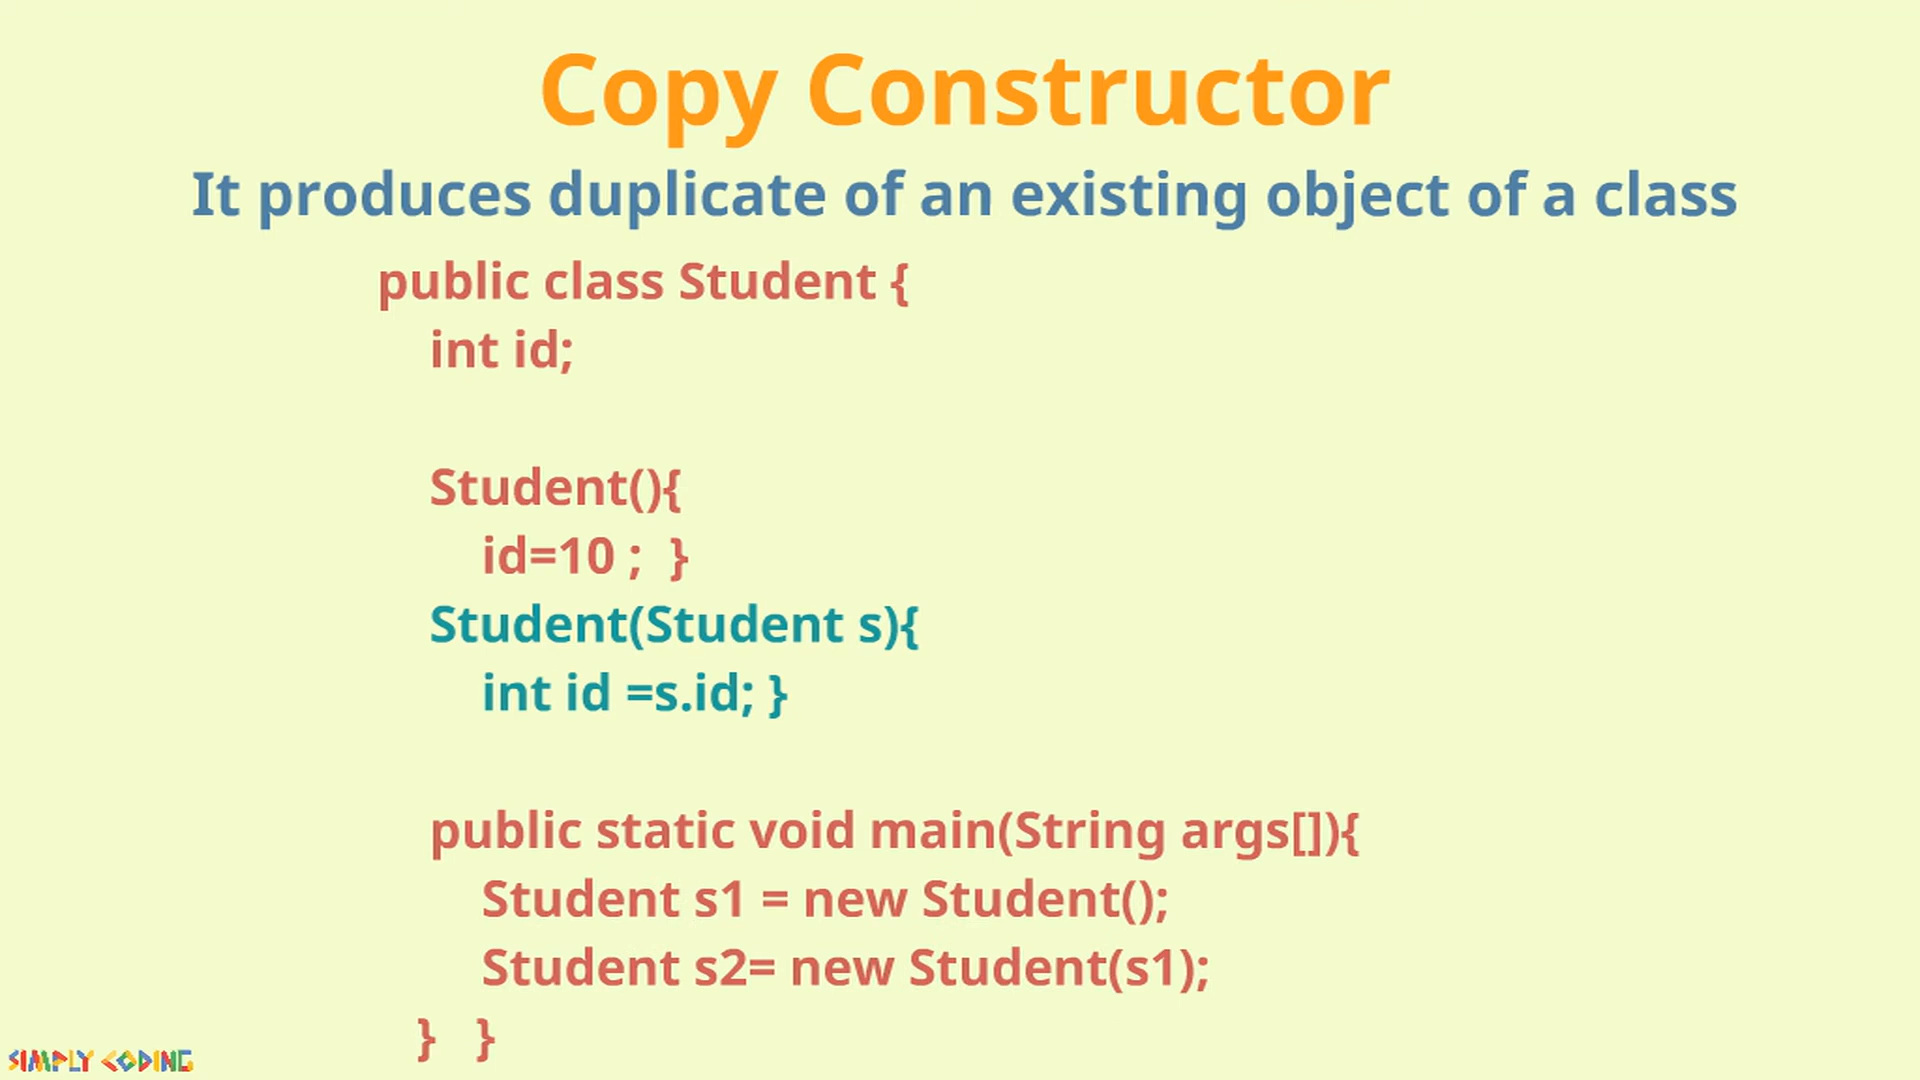 Copy Constructor
It produces duplicate of an existing object of a class
public class Student {
int id;
Student(){
id=10 ;  }
Student(Student s){
int id =s.id; }
public static void main(String args[]){
Student s1 = new Student();
Student s2= new Student(s1);
}   }
SIMPLY CODING